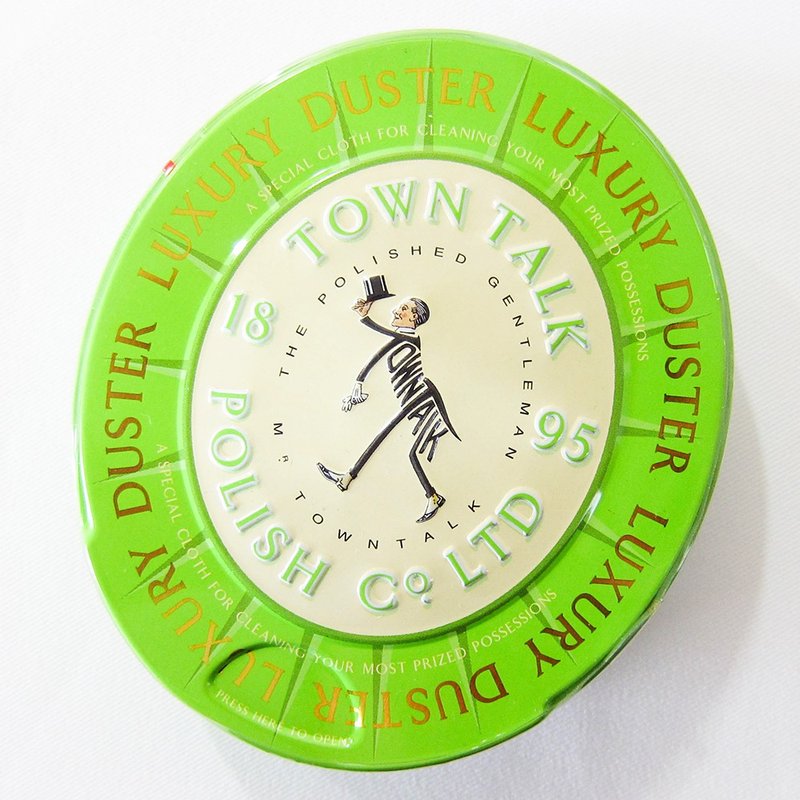 LUXURY DUSTER LUXURY DUSTER LUXURY DUSTER LUXURY DUSTER
A SPECIAL CLOTH FOR CLEANING YOUR MOST PRIZED POSSESSIONS
TOWN TALK
18 95
THE POLISHED GENTLEMAN
TOWNTALK
Mʀ TOWNTALK
POLISH Cº LTD
A SPECIAL CLOTH FOR CLEANING YOUR MOST PRIZED POSSESSIONS
PRESS HERE TO OPEN